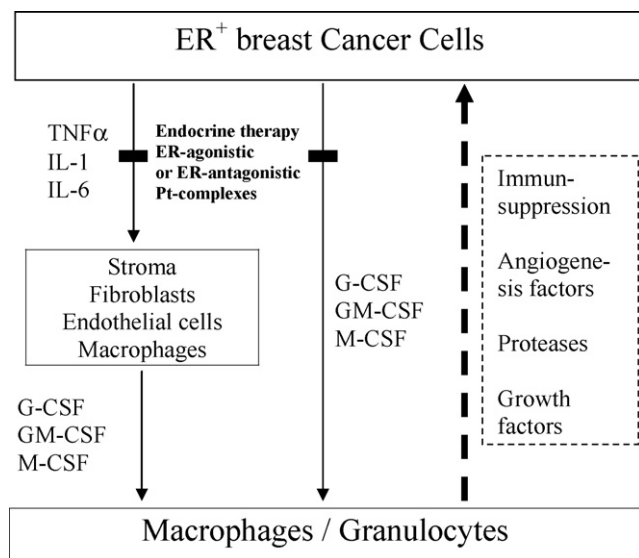 ER+ breast Cancer Cells
TNFα
IL-1
IL-6
Endocrine therapy
ER-agonistic
or ER-antagonistic
Pt-complexes
Stroma
Fibroblasts
Endothelial cells
Macrophages
G-CSF
GM-CSF
M-CSF
G-CSF
GM-CSF
M-CSF
Immun-
suppression
Angiogene-
sis factors
Proteases
Growth
factors
Macrophages / Granulocytes